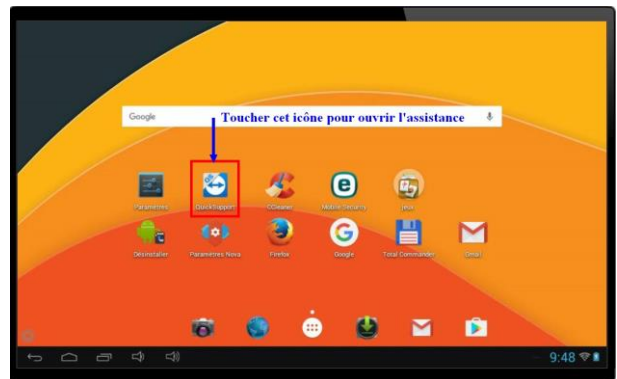 Google
Toucher cet icône pour ouvrir l'assistance
Paramètres QuickSupport CCleaner Mobile Security jeux
Désinstaller Paramètres Nova Firefox Google Total Commander Gmail
9:48